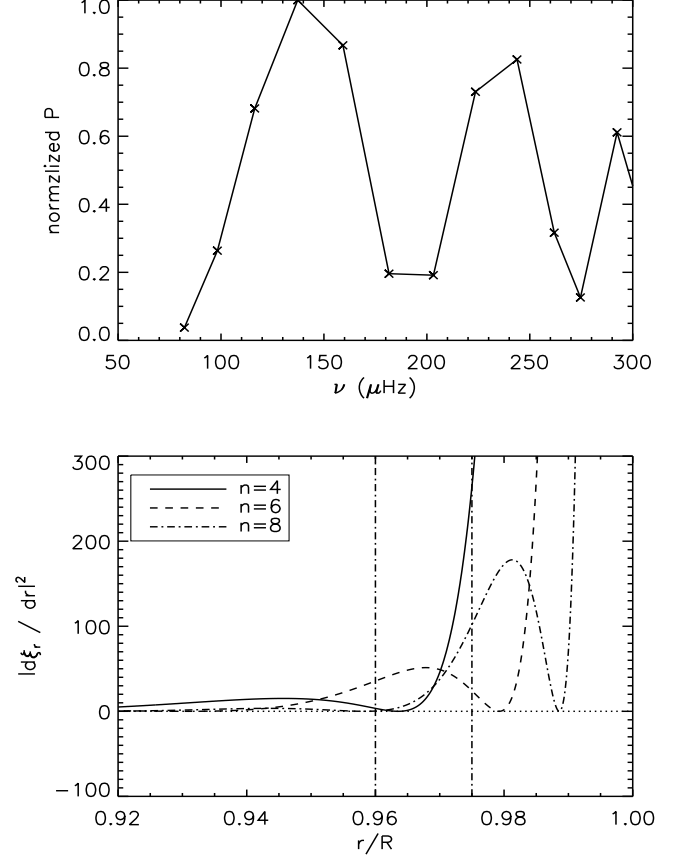 1.0
0.8
0.6
0.4
0.2
0.0
normzlized P
50 100 150 200 250 300
ν (μHz)
300
200
100
0
−100
|dξr / dr|²
n=4
n=6
n=8
0.92 0.94 0.96 0.98 1.00
r/R